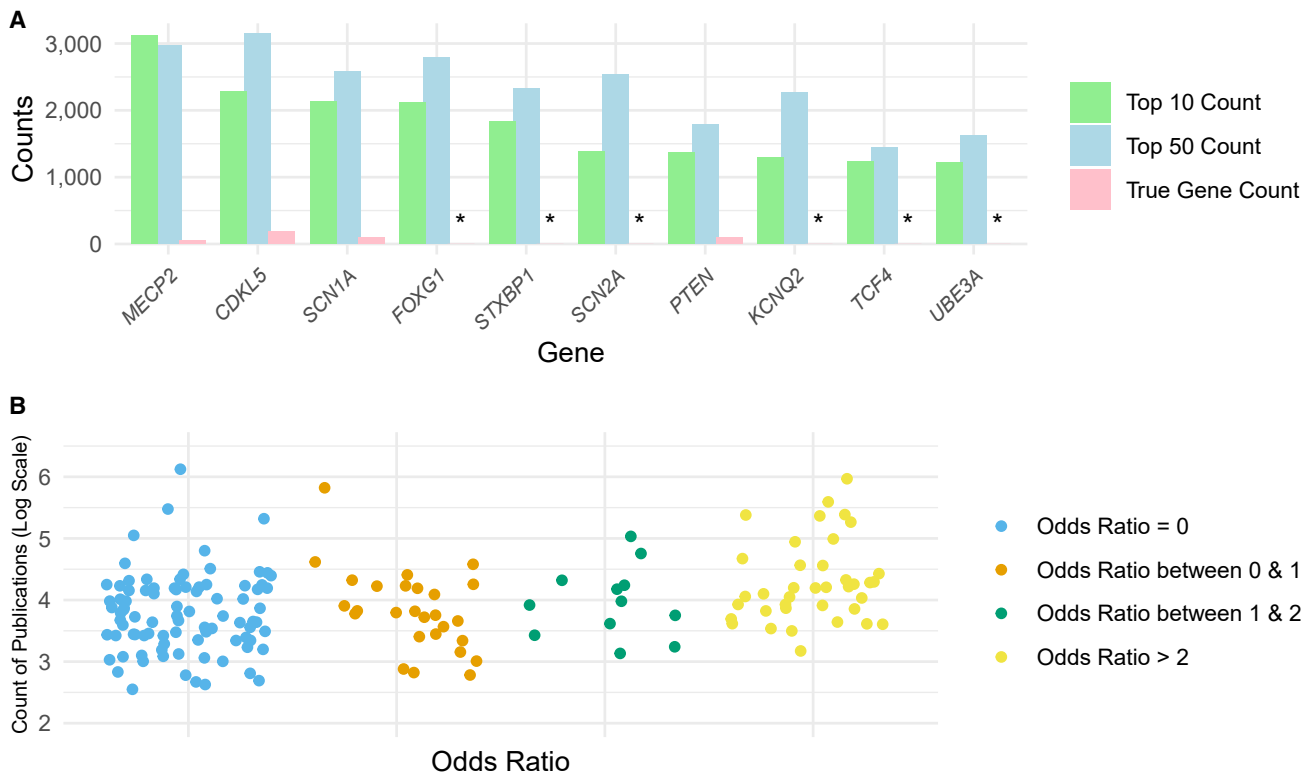 A
Counts
3,000
2,000
1,000
0
* * * * * *
MECP2
CDKL5
SCN1A
FOXG1
STXBP1
SCN2A
PTEN
KCNQ2
TCF4
UBE3A
Gene
Top 10 Count
Top 50 Count
True Gene Count
B
Count of Publications (Log Scale)
6
5
4
3
2
Odds Ratio
Odds Ratio = 0
Odds Ratio between 0 & 1
Odds Ratio between 1 & 2
Odds Ratio > 2